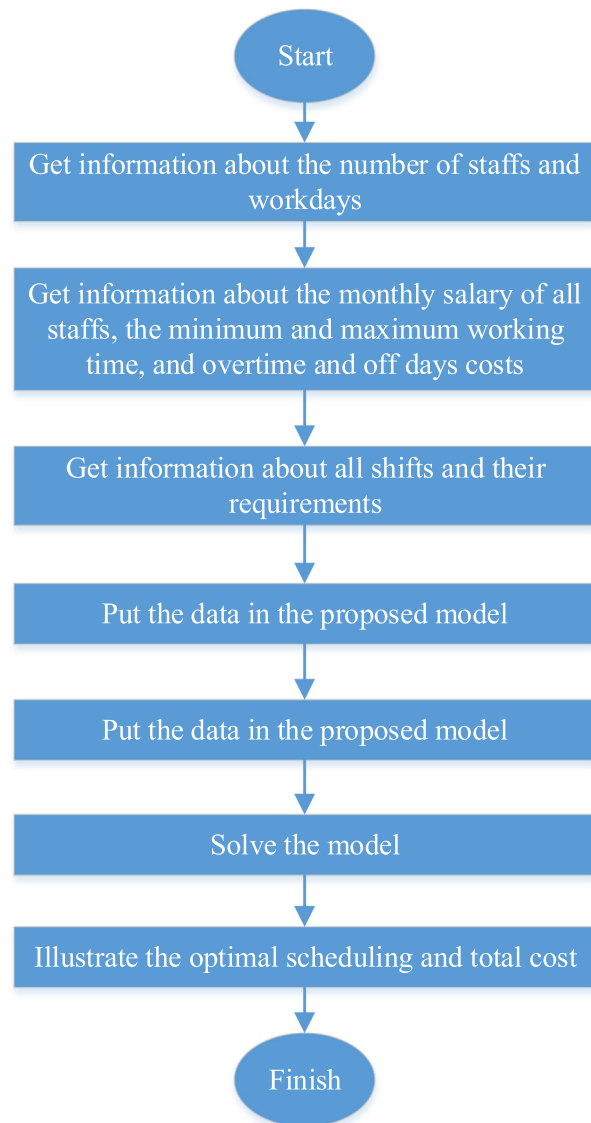 Start
Get information about the number of staffs and
workdays
Get information about the monthly salary of all
staffs, the minimum and maximum working
time, and overtime and off days costs
Get information about all shifts and their
requirements
Put the data in the proposed model
Put the data in the proposed model
Solve the model
Illustrate the optimal scheduling and total cost
Finish